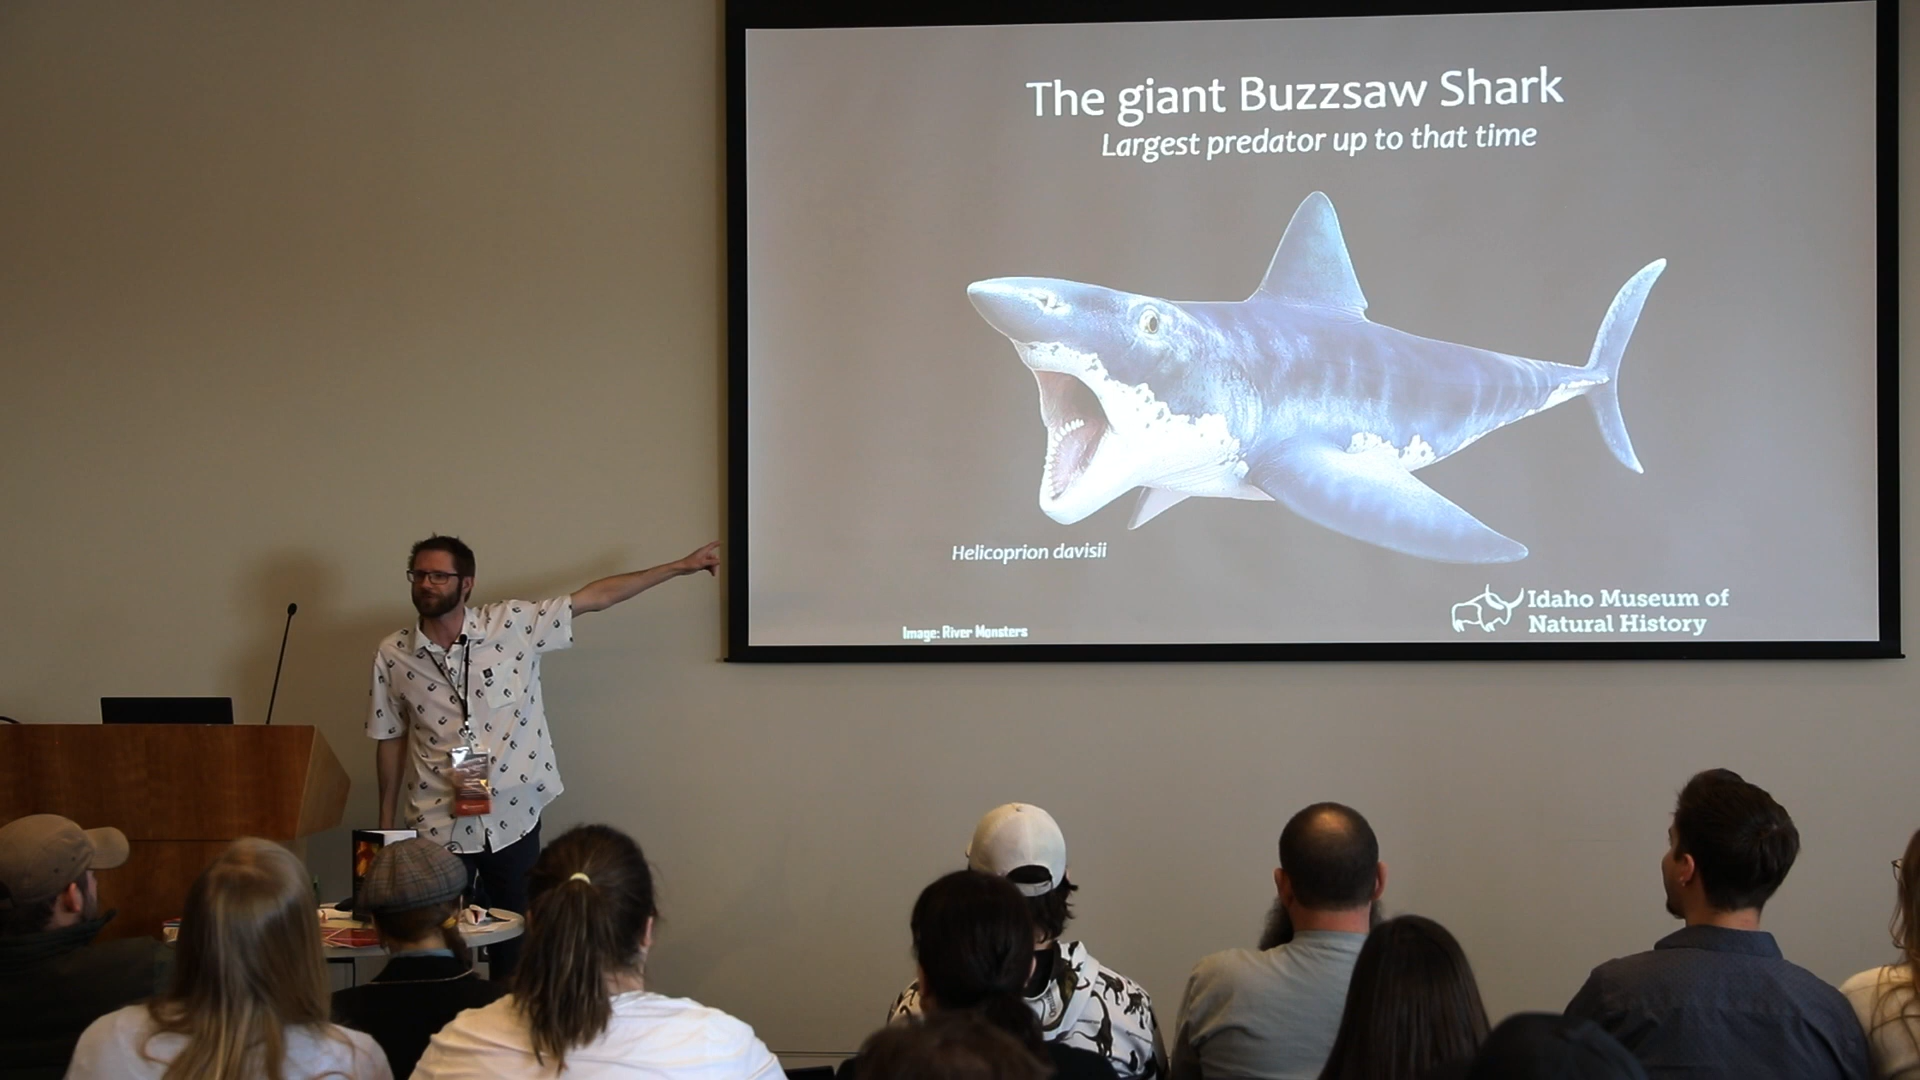 The giant Buzzsaw Shark
Largest predator up to that time
Helicoprion davisii
Image: River Monsters
Idaho Museum of
Natural History